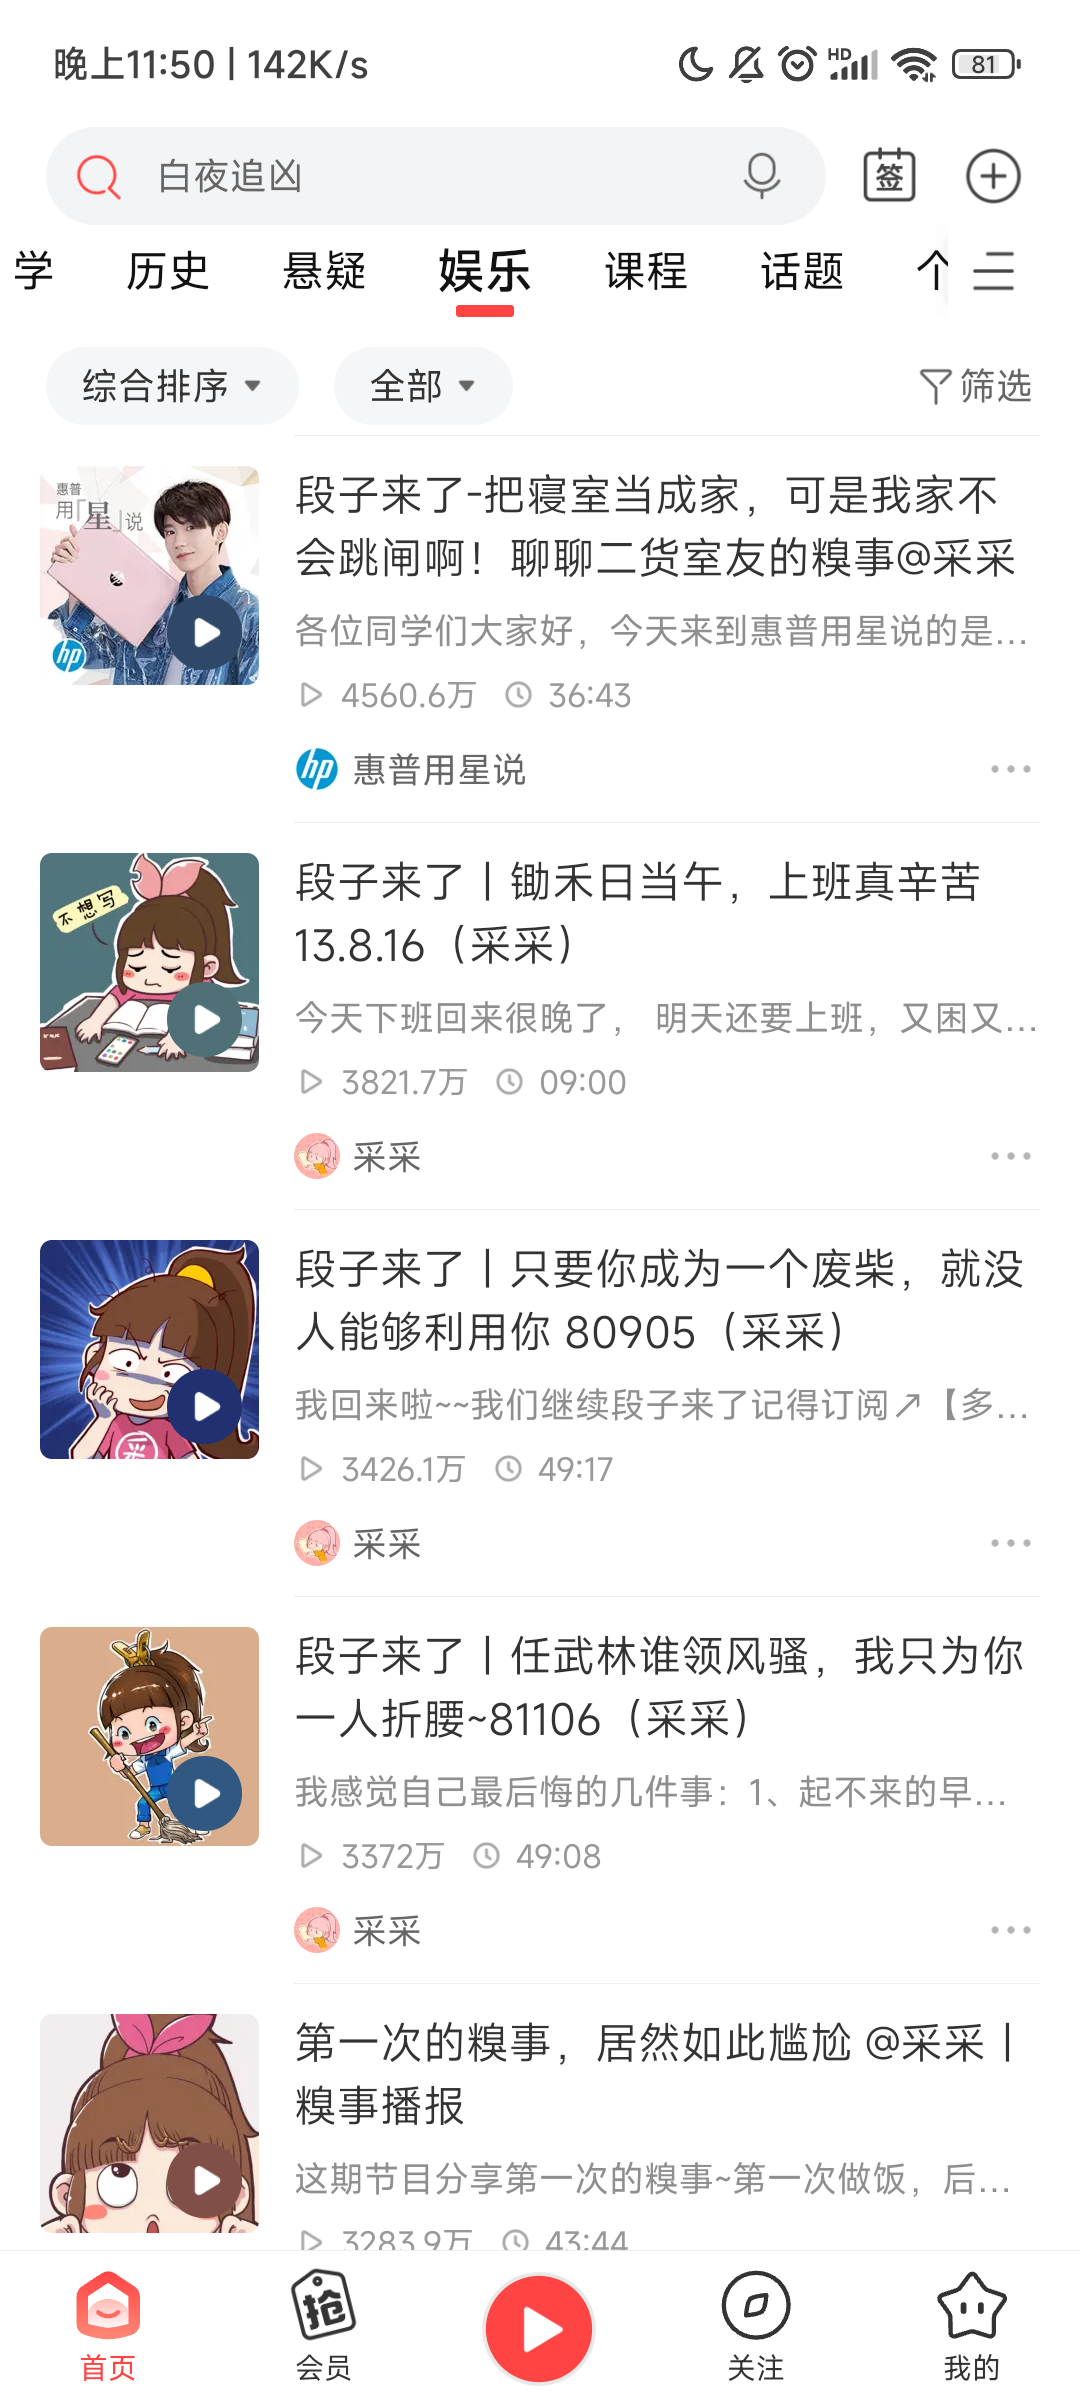 晚上11:50 | 142K/s
HD
81
白夜追凶
签
学 历史 悬疑 娱乐 课程 话题 个
综合排序 全部 筛选
惠普
用「星」说
hp
hp
段子来了-把寝室当成家，可是我家不
会跳闸啊！聊聊二货室友的糗事@采采
各位同学们大家好，今天来到惠普用星说的是...
4560.6万 36:43
hp 惠普用星说
不想写
段子来了丨锄禾日当午，上班真辛苦
13.8.16（采采）
今天下班回来很晚了， 明天还要上班，又困又...
3821.7万 09:00
采采
段子来了丨只要你成为一个废柴，就没
人能够利用你 80905（采采）
我回来啦~~我们继续段子来了记得订阅↗【多...
采
3426.1万 49:17
采采
段子来了丨任武林谁领风骚，我只为你
一人折腰~81106（采采）
我感觉自己最后悔的几件事：1、起不来的早...
3372万 49:08
采采
第一次的糗事，居然如此尴尬 @采采丨
糗事播报
这期节目分享第一次的糗事~第一次做饭，后...
3283.9万 43:44
抢
首页 会员 关注 我的